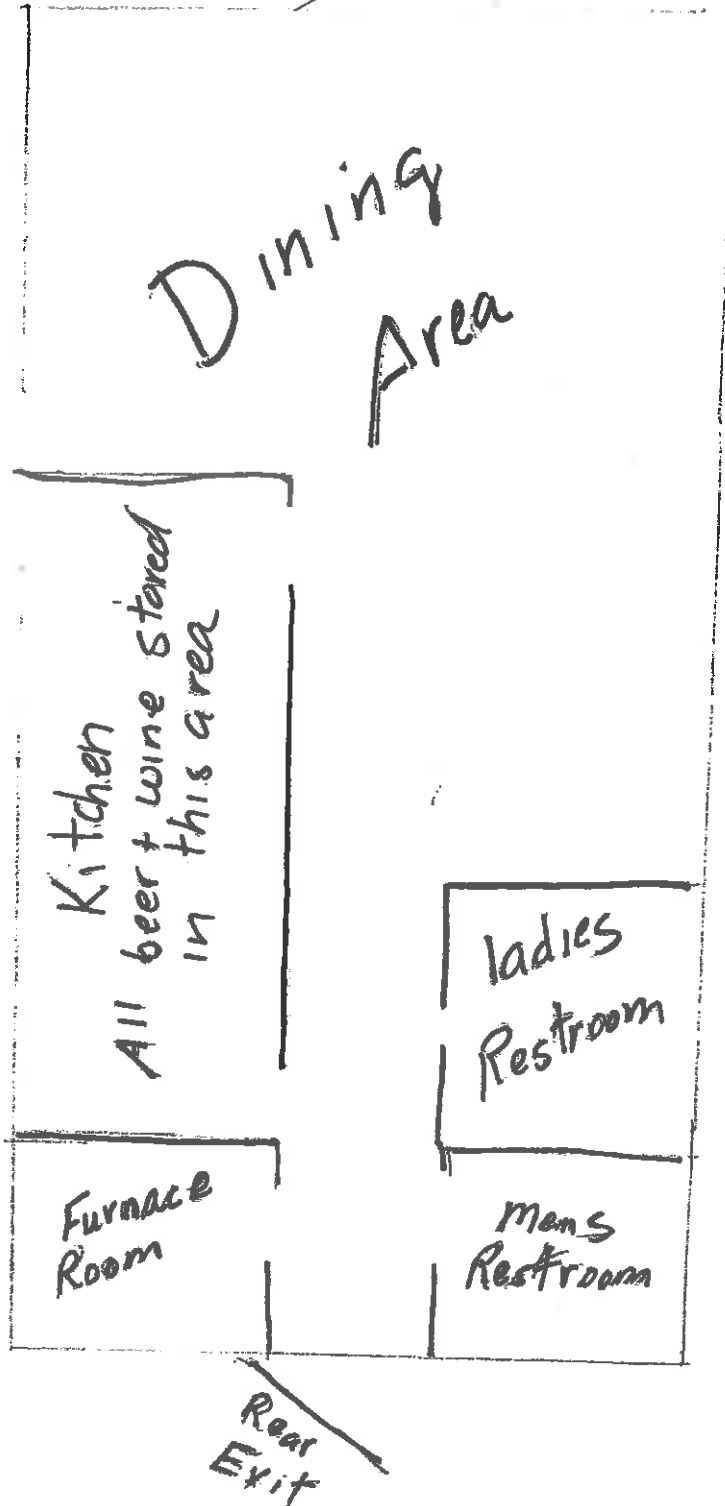 Dining
Area
Kitchen
All beer + wine stored
in this area
ladies
Restroom
Furnace
Room
Mens
Restroom
Rear
Exit